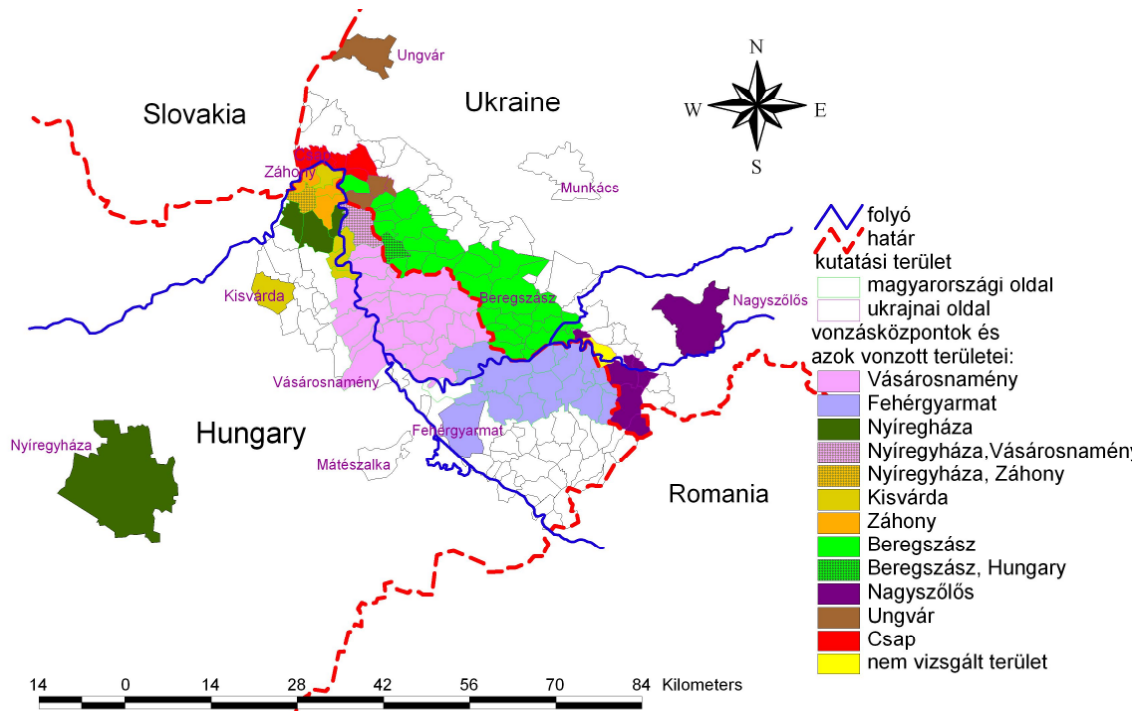 Ungvár
N
Slovakia
Ukraine
W
E
S
Záhony
Munkács
folyó
határ
kutatási terület
magyarországi oldal
ukrajnai oldal
vonzásközpontok és
azok vonzott területei:
Kisvárda
Beregszász
Nagyszőlős
Vásárosnamény
Vásárosnamény
Fehérgyarmat
Nyíregháza
Nyíregyháza,Vásárosnamény
Nyíregyháza, Záhony
Kisvárda
Záhony
Beregszász
Beregszász, Hungary
Nagyszőlős
Ungvár
Csap
nem vizsgált terület
Hungary
Fehérgyarmat
Nyíregyháza
Mátészalka
Romania
14 0 14 28 42 56 70 84 Kilometers